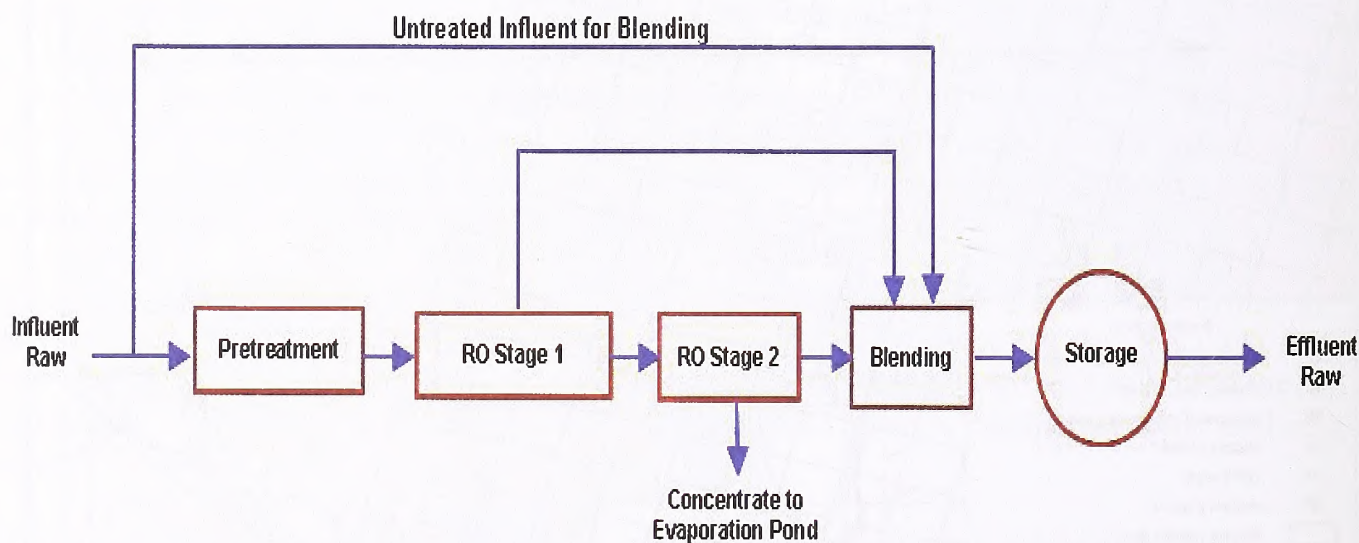 Untreated Influent for Blending
Influent
Raw
Pretreatment
RO Stage 1
RO Stage 2
Blending
Storage
Effluent
Raw
Concentrate to
Evaporation Pond